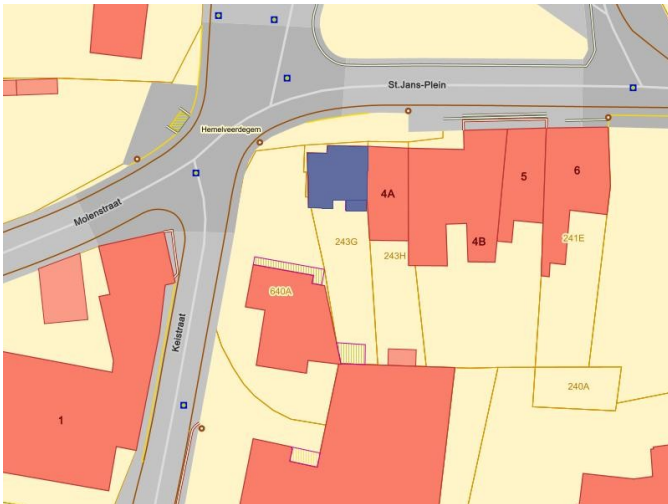 St.Jans-Plein
Hemelveerdegem
Molenstraat
4A
5
6
4B
243G
243H
241E
640A
Keistraat
240A
1